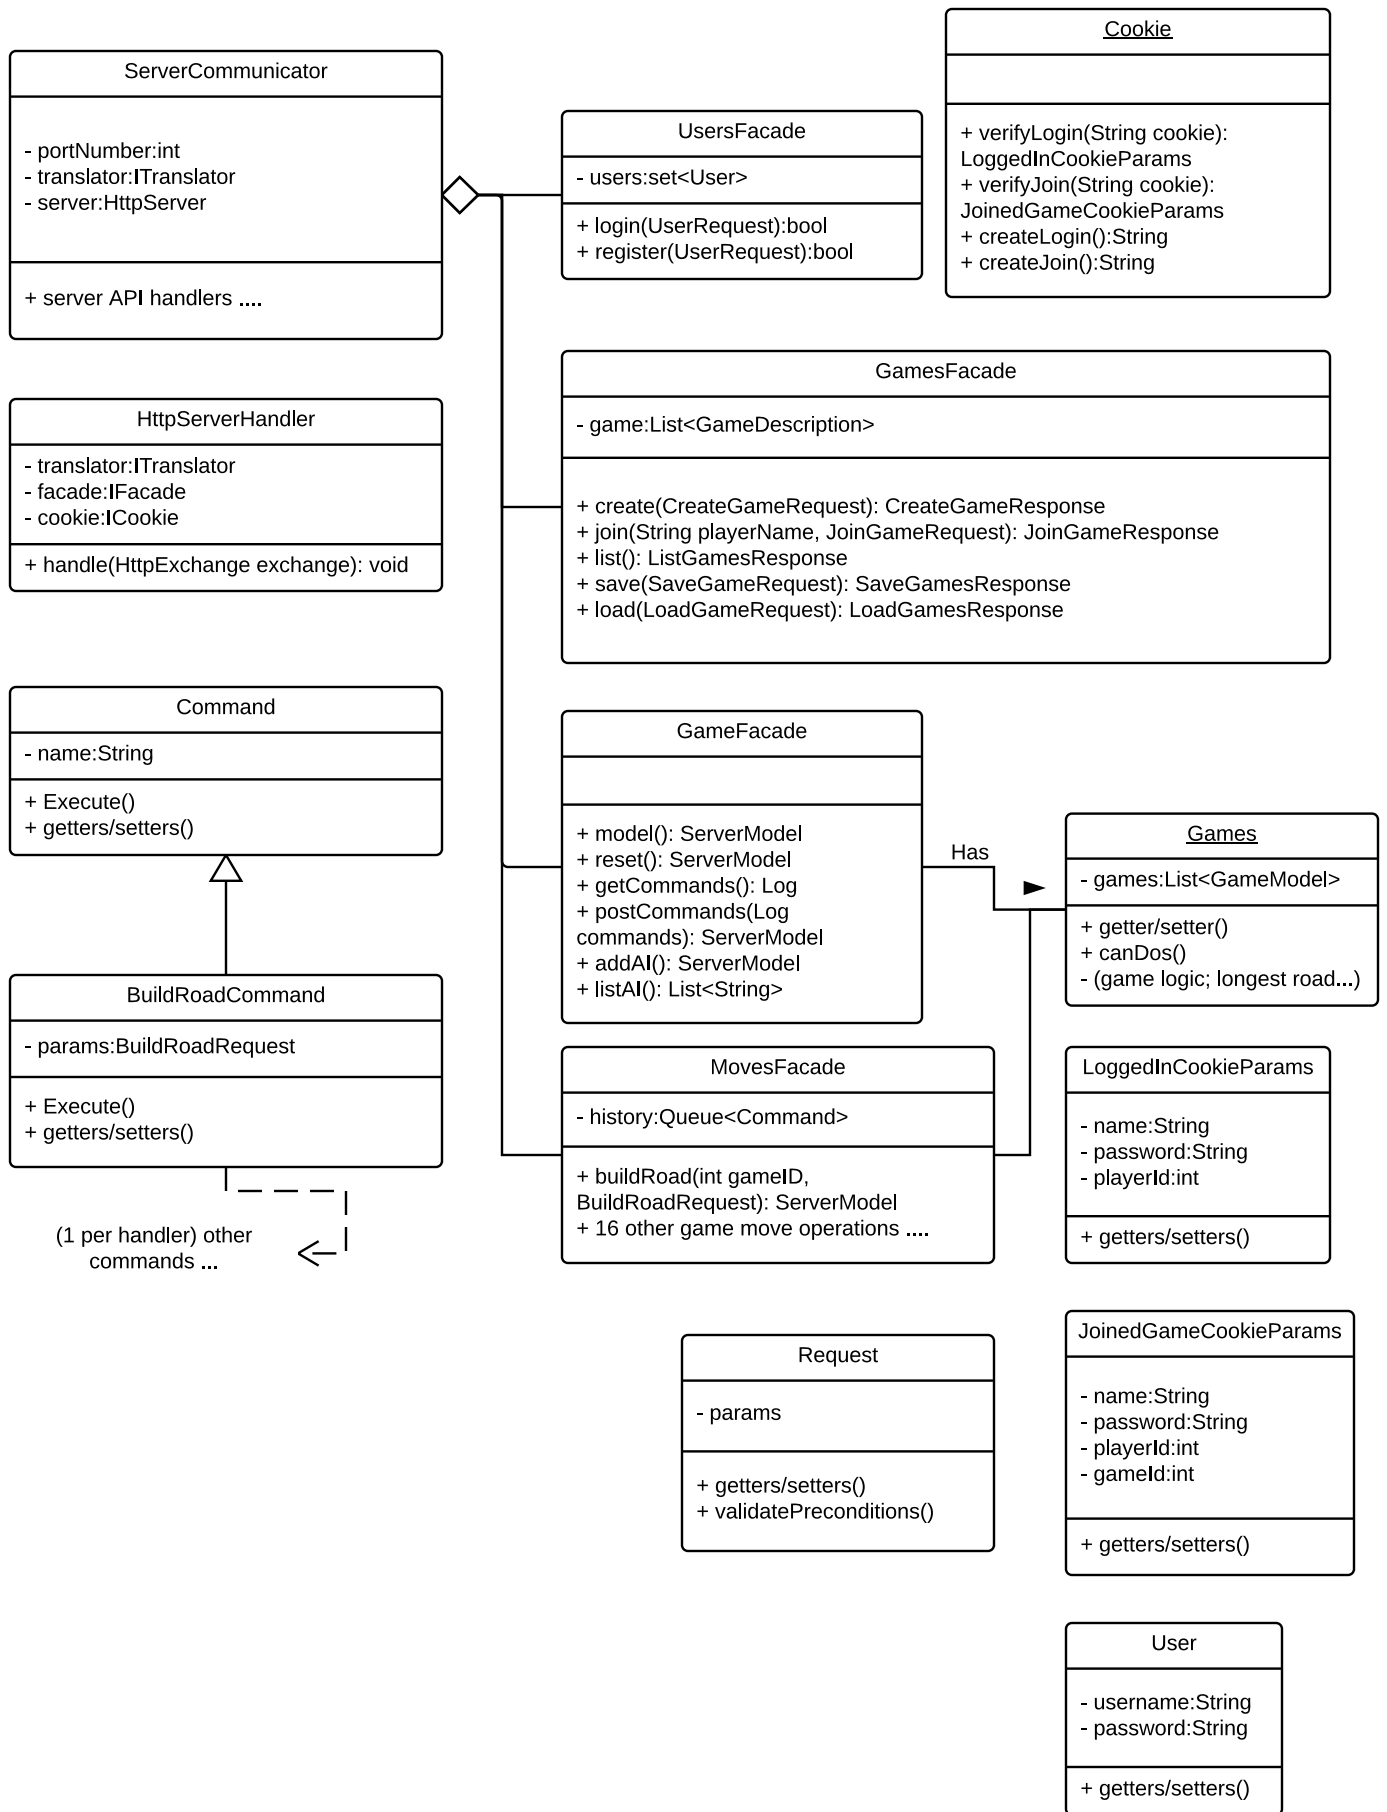 ServerCommunicator
- portNumber:int
- translator:ITranslator
- server:HttpServer
+ server API handlers ....
UsersFacade
- users:set<User>
+ login(UserRequest):bool
+ register(UserRequest):bool
Cookie
+ verifyLogin(String cookie):
LoggedInCookieParams
+ verifyJoin(String cookie):
JoinedGameCookieParams
+ createLogin():String
+ createJoin():String
HttpServerHandler
- translator:ITranslator
- facade:IFacade
- cookie:ICookie
+ handle(HttpExchange exchange): void
GamesFacade
- game:List<GameDescription>
+ create(CreateGameRequest): CreateGameResponse
+ join(String playerName, JoinGameRequest): JoinGameResponse
+ list(): ListGamesResponse
+ save(SaveGameRequest): SaveGamesResponse
+ load(LoadGameRequest): LoadGamesResponse
Command
- name:String
+ Execute()
+ getters/setters()
GameFacade
+ model(): ServerModel
+ reset(): ServerModel
+ getCommands(): Log
+ postCommands(Log
commands): ServerModel
+ addAI(): ServerModel
+ listAI(): List<String>
Has
Games
- games:List<GameModel>
+ getter/setter()
+ canDos()
- (game logic; longest road...)
BuildRoadCommand
- params:BuildRoadRequest
+ Execute()
+ getters/setters()
(1 per handler) other
commands ...
MovesFacade
- history:Queue<Command>
+ buildRoad(int gameID,
BuildRoadRequest): ServerModel
+ 16 other game move operations ....
LoggedInCookieParams
- name:String
- password:String
- playerId:int
+ getters/setters()
Request
- params
+ getters/setters()
+ validatePreconditions()
JoinedGameCookieParams
- name:String
- password:String
- playerId:int
- gameId:int
+ getters/setters()
User
- username:String
- password:String
+ getters/setters()